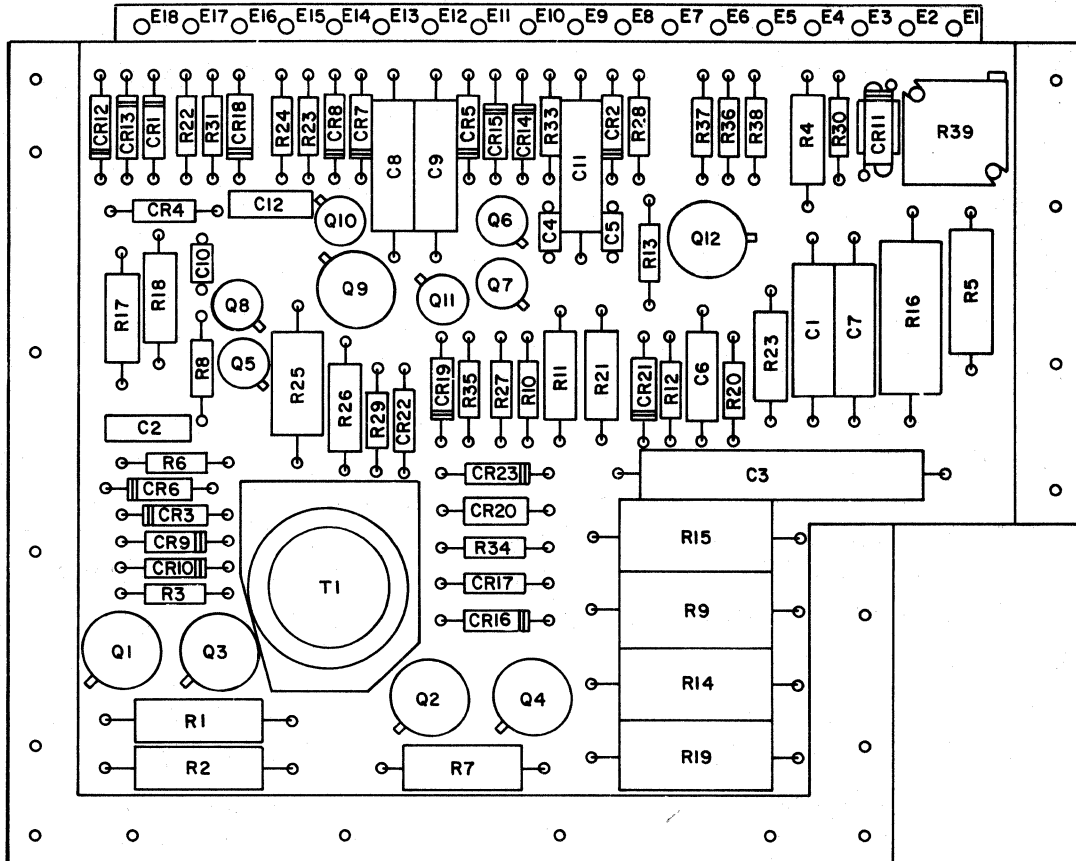 E18 E17 E16 E15 E14 E13 E12 E11 E10 E9 E8 E7 E6 E5 E4 E3 E2 E1
CR12 CR13 CR1 R22 R31 CR18 R24 R23 CR8 CR7 C8 C9 CR5 CR15 CR14 R33 C11 CR2 R28 R37 R36 R38 R4 R30 CR11 R39
CR4 C12 Q10 Q6 C4 C5 R13 Q12
R17 R18 C10 Q8 Q9 Q11 Q7 C1 C7 R16 R5
R8 Q5 R25 R26 R29 CR22 CR19 R35 R27 R10 R11 R21 CR21 R12 C6 R20 R23
C2
R6 CR23 C3
CR6
CR3 CR20
CR9 R34 R15
CR10 T1 CR17
R3 R9
CR16
Q1 Q3
Q2 Q4 R14
R1
R2 R7 R19